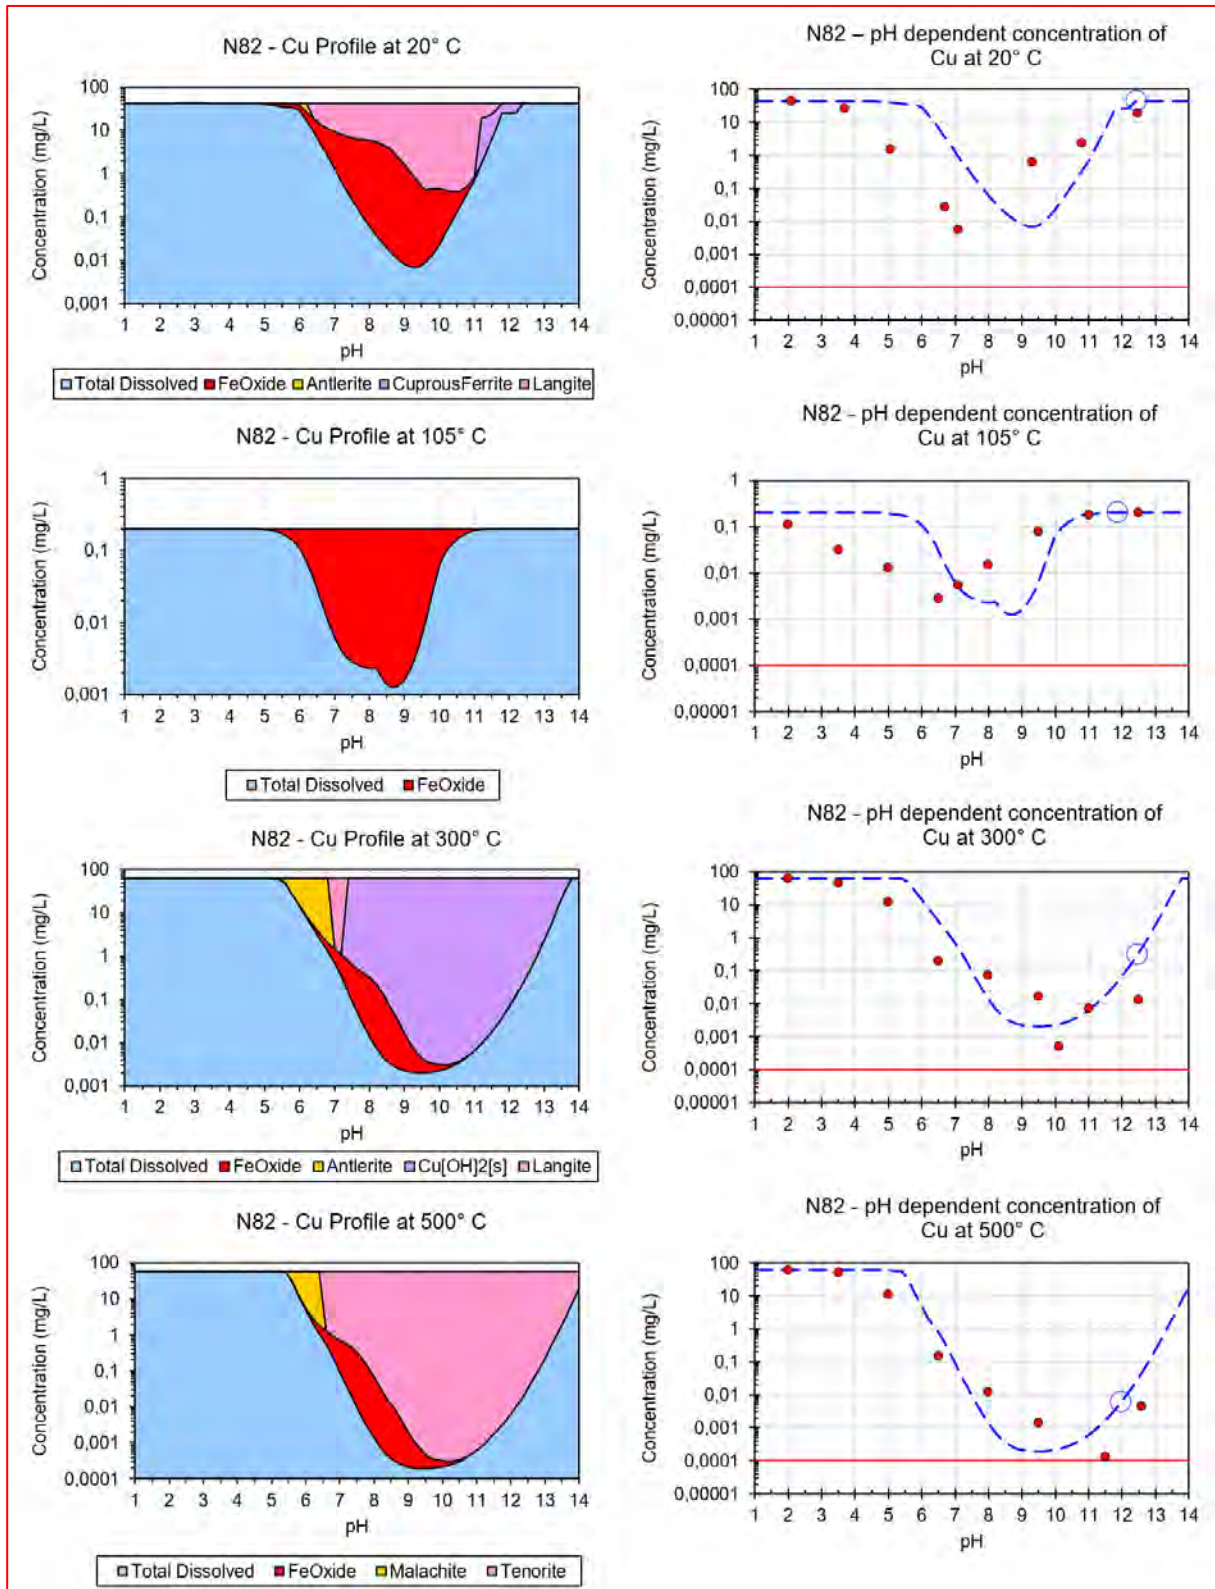 N82 - Cu Profile at 20° C
Concentration (mg/L)
100
10
1
0,1
0,01
0,001
1 2 3 4 5 6 7 8 9 10 11 12 13 14
pH
Total Dissolved FeOxide Antlerite CuprousFerrite Langite
N82 – pH dependent concentration of
Cu at 20° C
Concentration (mg/L)
100
10
1
0,1
0,01
0,001
0,0001
0,00001
1 2 3 4 5 6 7 8 9 10 11 12 13 14
pH
N82 - Cu Profile at 105° C
Concentration (mg/L)
1
0,1
0,01
0,001
1 2 3 4 5 6 7 8 9 10 11 12 13 14
pH
Total Dissolved FeOxide
N82 - pH dependent concentration of
Cu at 105° C
Concentration (mg/L)
1
0,1
0,01
0,001
0,0001
0,00001
1 2 3 4 5 6 7 8 9 10 11 12 13 14
pH
N82 - Cu Profile at 300° C
Concentration (mg/L)
100
10
1
0,1
0,01
0,001
1 2 3 4 5 6 7 8 9 10 11 12 13 14
pH
Total Dissolved FeOxide Antlerite Cu[OH]2[s] Langite
N82 - pH dependent concentration of
Cu at 300° C
Concentration (mg/L)
100
10
1
0,1
0,01
0,001
0,0001
0,00001
1 2 3 4 5 6 7 8 9 10 11 12 13 14
pH
N82 - Cu Profile at 500° C
Concentration (mg/L)
100
10
1
0,1
0,01
0,001
0,0001
1 2 3 4 5 6 7 8 9 10 11 12 13 14
pH
Total Dissolved FeOxide Malachite Tenorite
N82 - pH dependent concentration of
Cu at 500° C
Concentration (mg/L)
100
10
1
0,1
0,01
0,001
0,0001
0,00001
1 2 3 4 5 6 7 8 9 10 11 12 13 14
pH